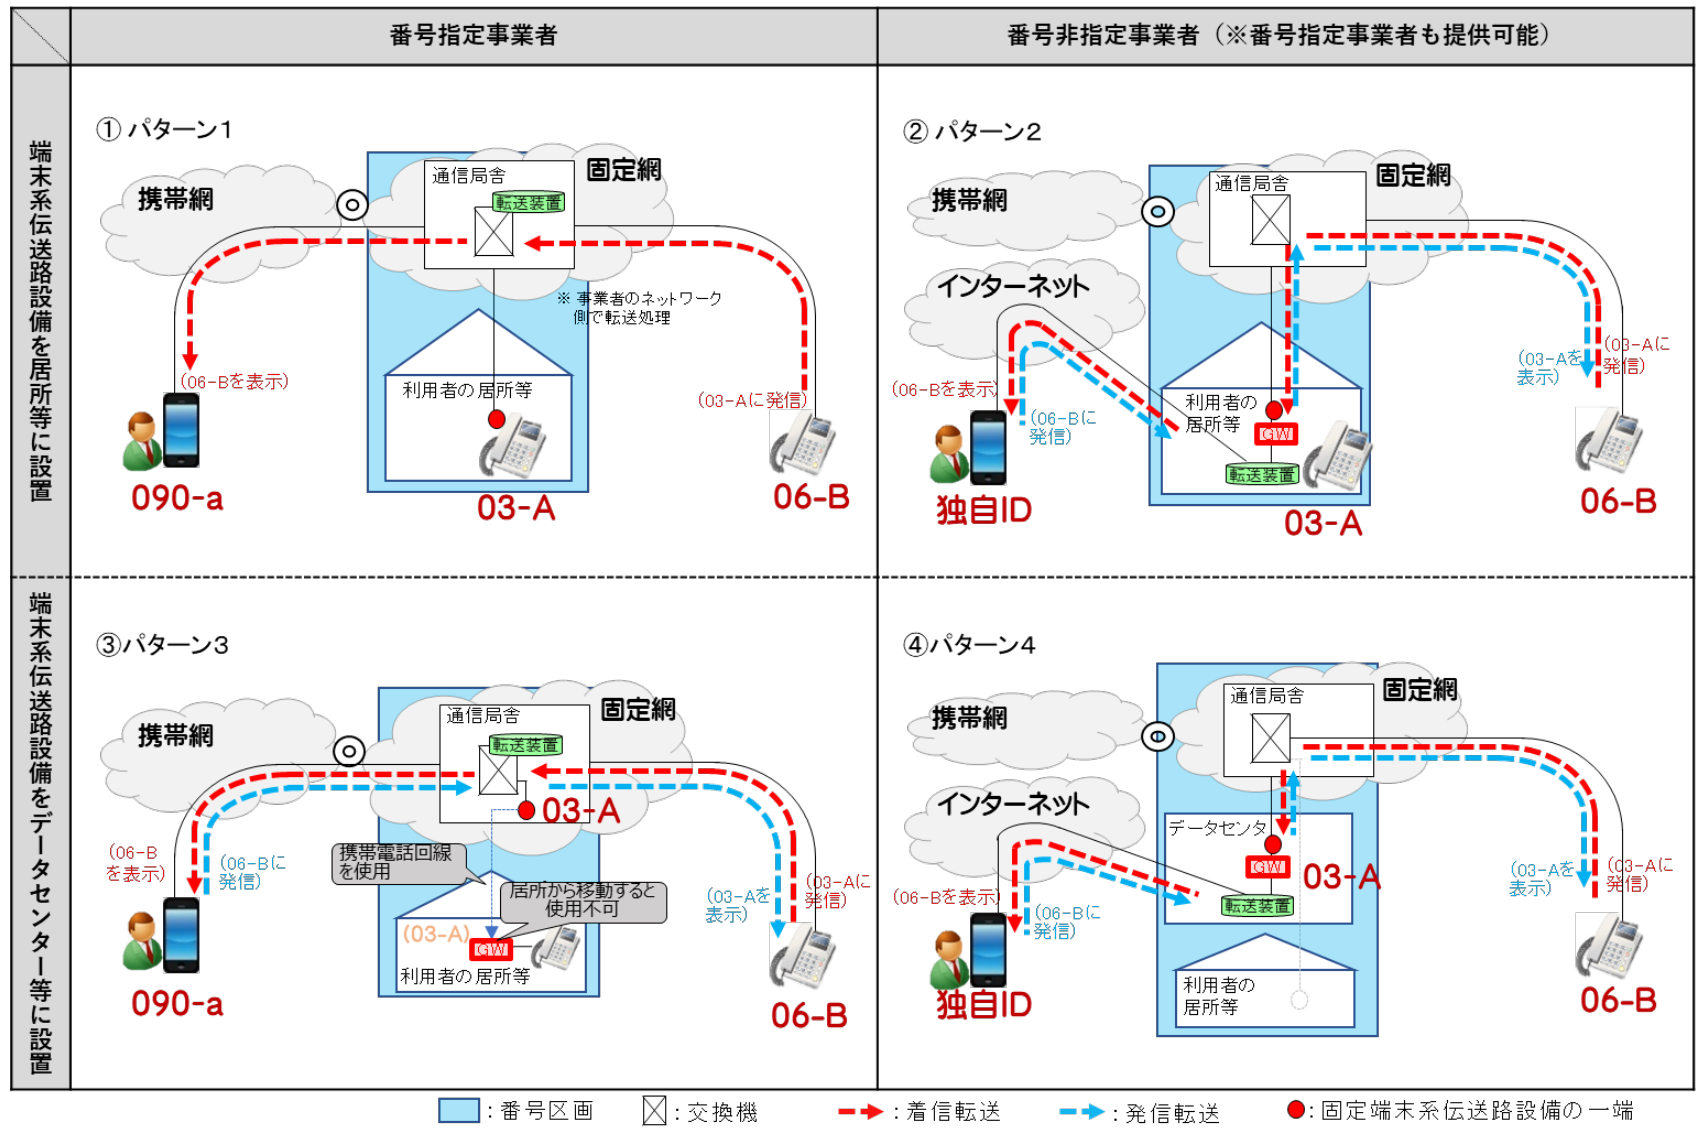 番号指定事業者
番号非指定事業者（※番号指定事業者も提供可能）
端末系伝送路設備を居所等に設置
① パターン１
携帯網
通信局舎
転送装置
固定網
※ 事業者のネットワーク
側で転送処理
(06-Bを表示)
利用者の居所等
(03-Aに発信)
090-a
03-A
06-B
② パターン２
携帯網
通信局舎
固定網
インターネット
(06-Bを表示)
(06-Bに
発信)
利用者の
居所等
GW
転送装置
(03-Aを
表示)
(03-Aに
発信)
独自ID
03-A
06-B
端末系伝送路設備をデータセンター等に設置
③パターン３
携帯網
通信局舎
転送装置
固定網
03-A
(06-B
を表示)
(06-Bに
発信)
携帯電話回線
を使用
居所から移動すると
使用不可
(03-A)
GW
利用者の居所等
(03-Aを
表示)
(03-Aに
発信)
090-a
06-B
④パターン４
携帯網
通信局舎
固定網
インターネット
データセンタ
GW
03-A
転送装置
(06-Bを表示)
(06-Bに
発信)
(03-Aを
表示)
(03-Aに
発信)
利用者の
居所等
独自ID
06-B
：番号区画
：交換機
：着信転送
：発信転送
：固定端末系伝送路設備の一端